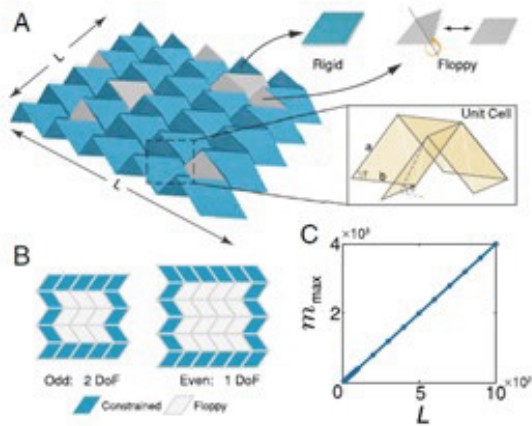 A
L
L
Rigid
Floppy
Unit Cell
a
b
B
Odd: 2 DoF
Even: 1 DoF
Constrained
Floppy
C
×10³
4
2
0
m_max
0
5
10
×10²
L